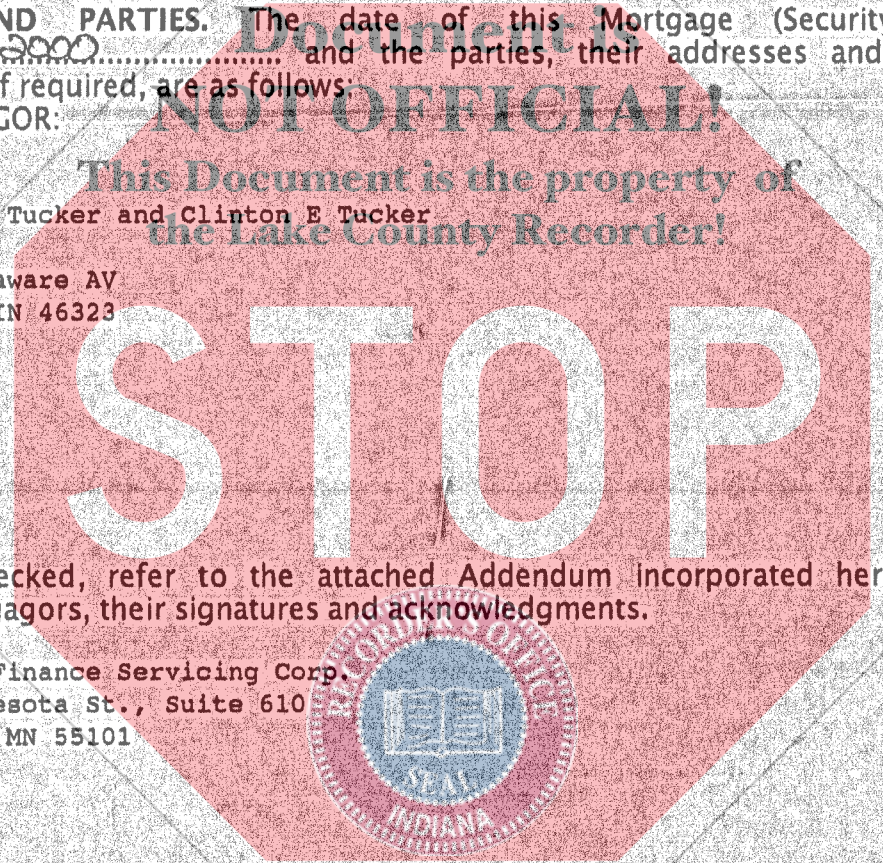 ND PARTIES. The date of this Mortgage (Security
Document is
2000 and the parties, their addresses and
f required, are as follows:
NOT OFFICIAL!
GOR:
This Document is the property of
Tucker and Clinton E Tucker
the Lake County Recorder!
aware AV
IN 46323
STOP
ecked, refer to the attached Addendum incorporated her
gagors, their signatures and acknowledgments.
Finance Servicing Corp.
esota St., Suite 610
MN 55101
RECORDER'S OFFICE
SEAL
INDIANA